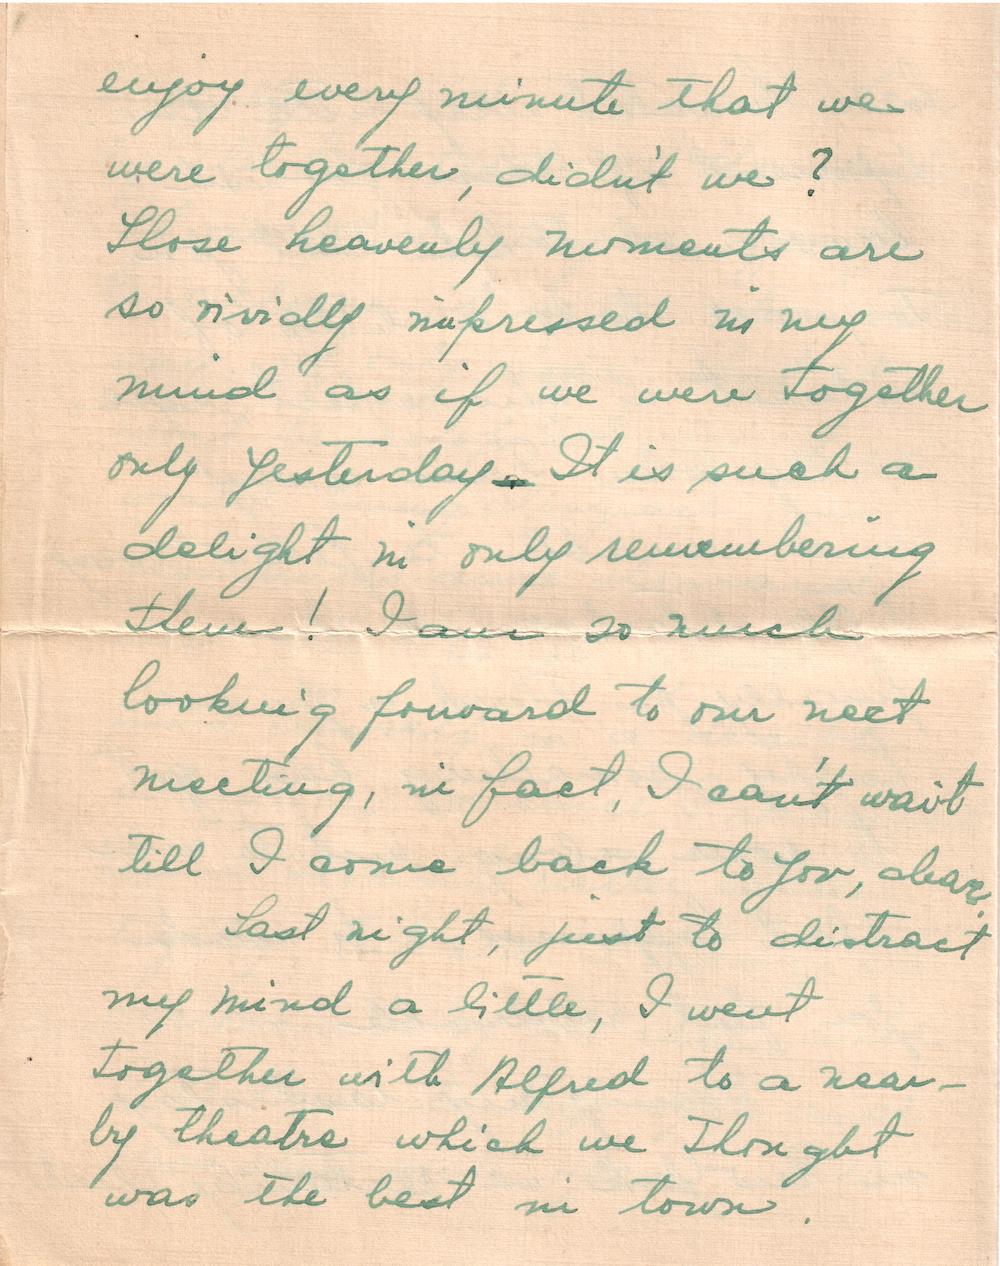 enjoy every minute that we
were together, didn't we?
Those heavenly moments are
so vividly impressed in my
mind as if we were together
only yesterday. It is such a
delight in only remembering
them! I am so much
looking forward to our next
meeting, in fact, I can't wait
till I come back to you, dear.
Last night, just to distract
my mind a little, I went
together with Alfred to a near-
by theatre which we thought
was the best in town.